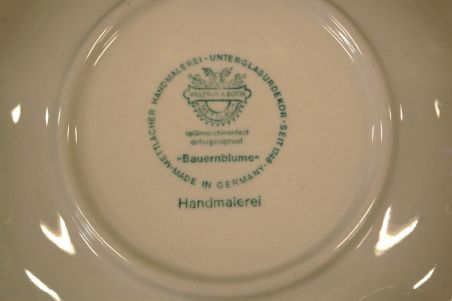 METTLACHER HANDMALEREI · UNTERGLASURDEKOR · SEIT 1748 · MADE IN GERMANY ·
VILLEROY & BOCH
spülmaschinenfest
detergentproof
»Bauernblume«
Handmalerei